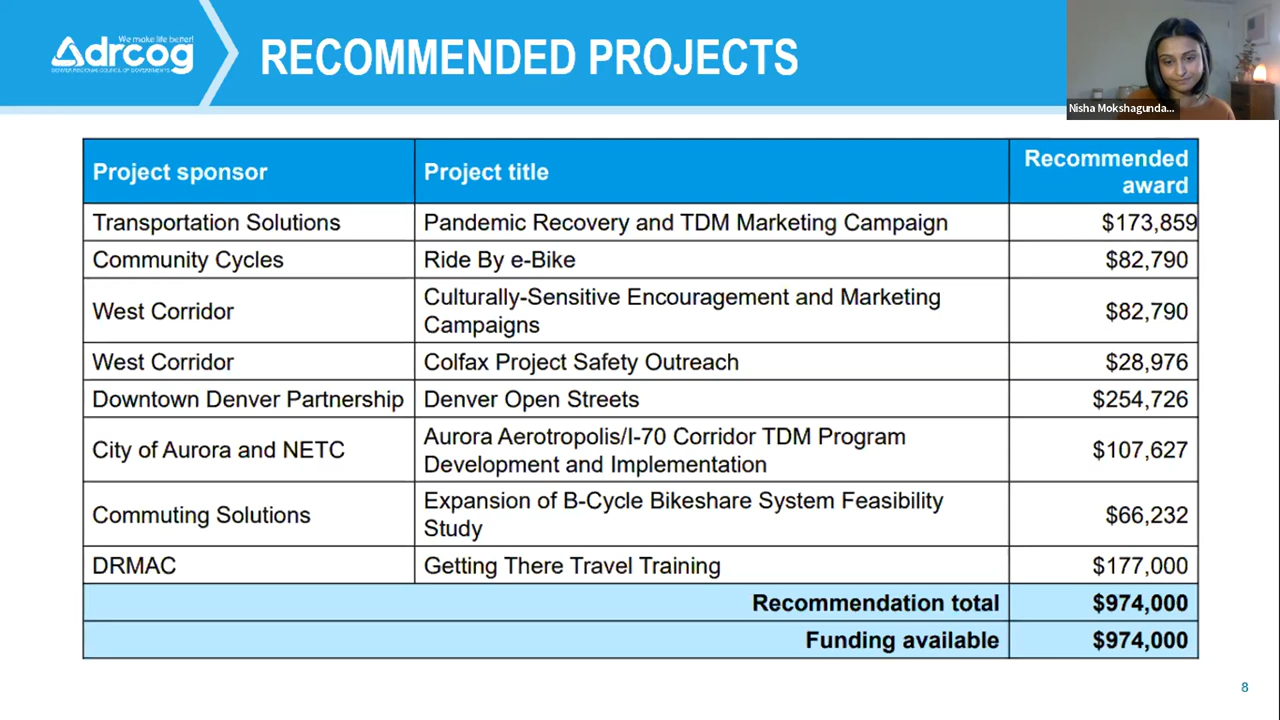 We make life better!
drcog
DENVER REGIONAL COUNCIL OF GOVERNMENTS
RECOMMENDED PROJECTS
Nisha Mokshagunda...
Project sponsor Project title Recommended
award
Transportation Solutions Pandemic Recovery and TDM Marketing Campaign $173,859
Community Cycles Ride By e-Bike $82,790
West Corridor Culturally-Sensitive Encouragement and Marketing
Campaigns $82,790
West Corridor Colfax Project Safety Outreach $28,976
Downtown Denver Partnership Denver Open Streets $254,726
City of Aurora and NETC Aurora Aerotropolis/I-70 Corridor TDM Program
Development and Implementation $107,627
Commuting Solutions Expansion of B-Cycle Bikeshare System Feasibility
Study $66,232
DRMAC Getting There Travel Training $177,000
Recommendation total $974,000
Funding available $974,000
8